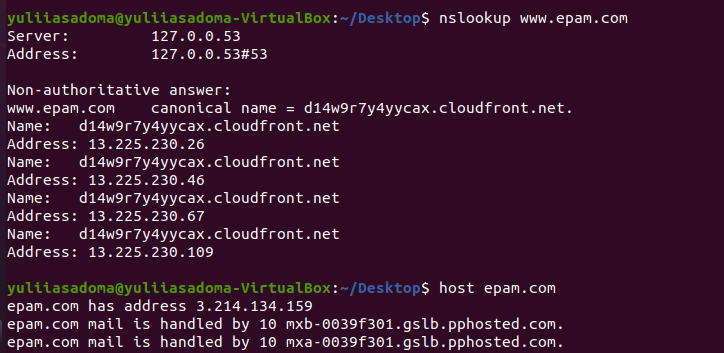 yuliiasadoma@yuliiasadoma-VirtualBox:~/Desktop$ nslookup www.epam.com
Server:         127.0.0.53
Address:        127.0.0.53#53

Non-authoritative answer:
www.epam.com    canonical name = d14w9r7y4yycax.cloudfront.net.
Name:   d14w9r7y4yycax.cloudfront.net
Address: 13.225.230.26
Name:   d14w9r7y4yycax.cloudfront.net
Address: 13.225.230.46
Name:   d14w9r7y4yycax.cloudfront.net
Address: 13.225.230.67
Name:   d14w9r7y4yycax.cloudfront.net
Address: 13.225.230.109

yuliiasadoma@yuliiasadoma-VirtualBox:~/Desktop$ host epam.com
epam.com has address 3.214.134.159
epam.com mail is handled by 10 mxb-0039f301.gslb.pphosted.com.
epam.com mail is handled by 10 mxa-0039f301.gslb.pphosted.com.